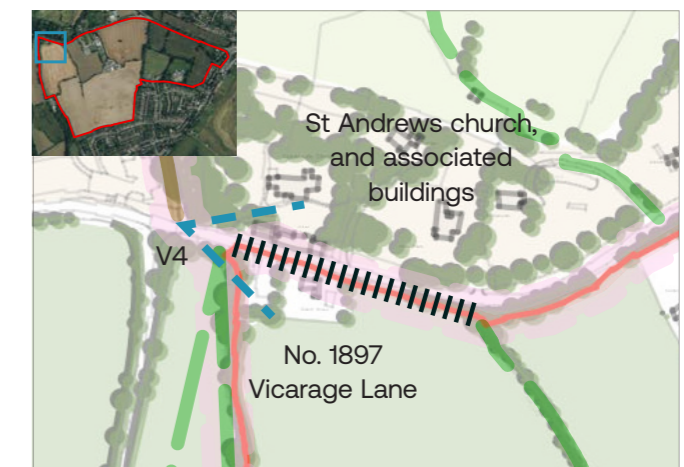 St Andrews church,
and associated
buildings
V4
No. 1897
Vicarage Lane